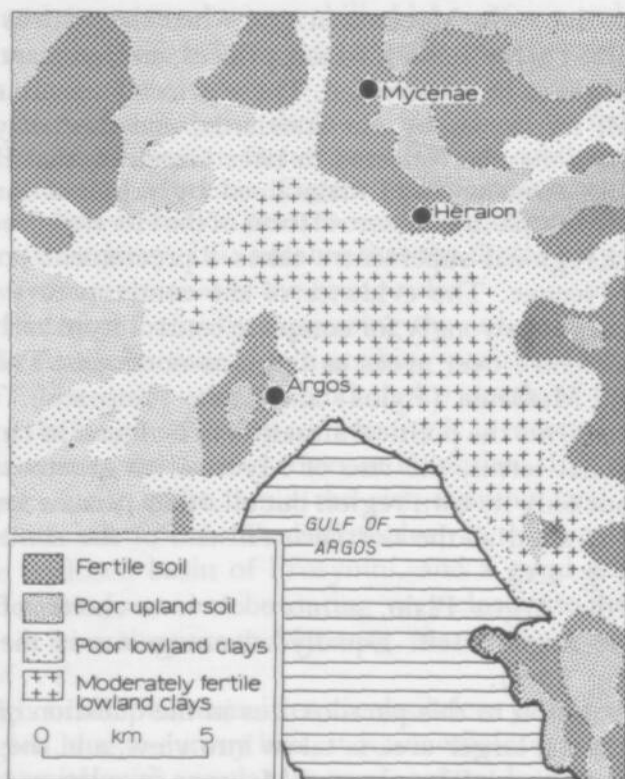 Mycenae
Heraion
Argos
GULF OF
ARGOS
Fertile soil
Poor upland soil
Poor lowland clays
Moderately fertile
lowland clays
0 km 5